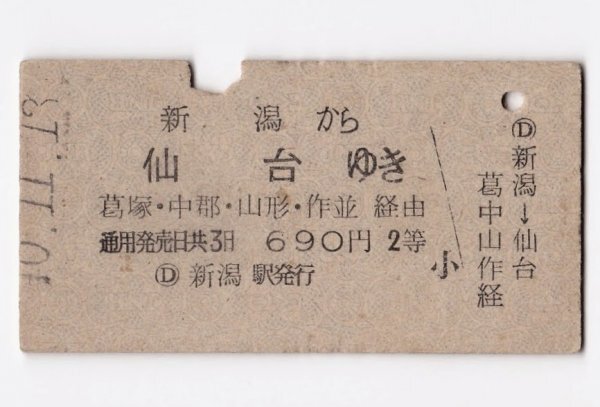 新潟から
仙台ゆき
葛塚・中郡・山形・作並 経由
通用発売日共3日 690円 2等
Ⓓ 新潟 駅発行
小
Ⓓ 新潟→仙台
葛中山作経